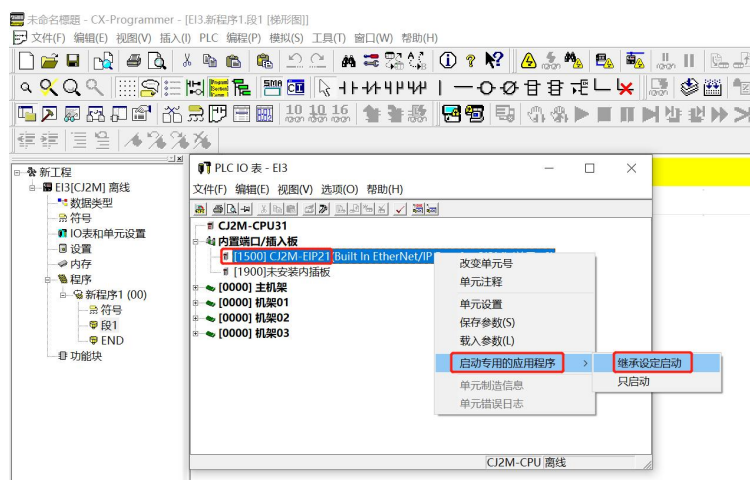 未命名標題 - CX-Programmer - [EI3.新程序1.段1 [梯形图]]
文件(F) 编辑(E) 视图(V) 插入(I) PLC 编程(P) 模拟(S) 工具(T) 窗口(W) 帮助(H)
10 10 16
新工程
EI3[CJ2M] 离线
数据类型
符号
IO表和单元设置
设置
内存
程序
新程序1 (00)
符号
段1
END
功能块
PLC IO 表 - EI3
文件(F) 编辑(E) 视图(V) 选项(O) 帮助(H)
CJ2M-CPU31
内置端口/插入板
[1500] CJ2M-EIP21(Built In EtherNet/IP
[1900]未安装内插板
[0000] 主机架
[0000] 机架01
[0000] 机架02
[0000] 机架03
改变单元号
单元注释
单元设置
保存参数(S)
载入参数(L)
启动专用的应用程序
单元制造信息
单元错误日志
继承设定启动
只启动
CJ2M-CPU 离线